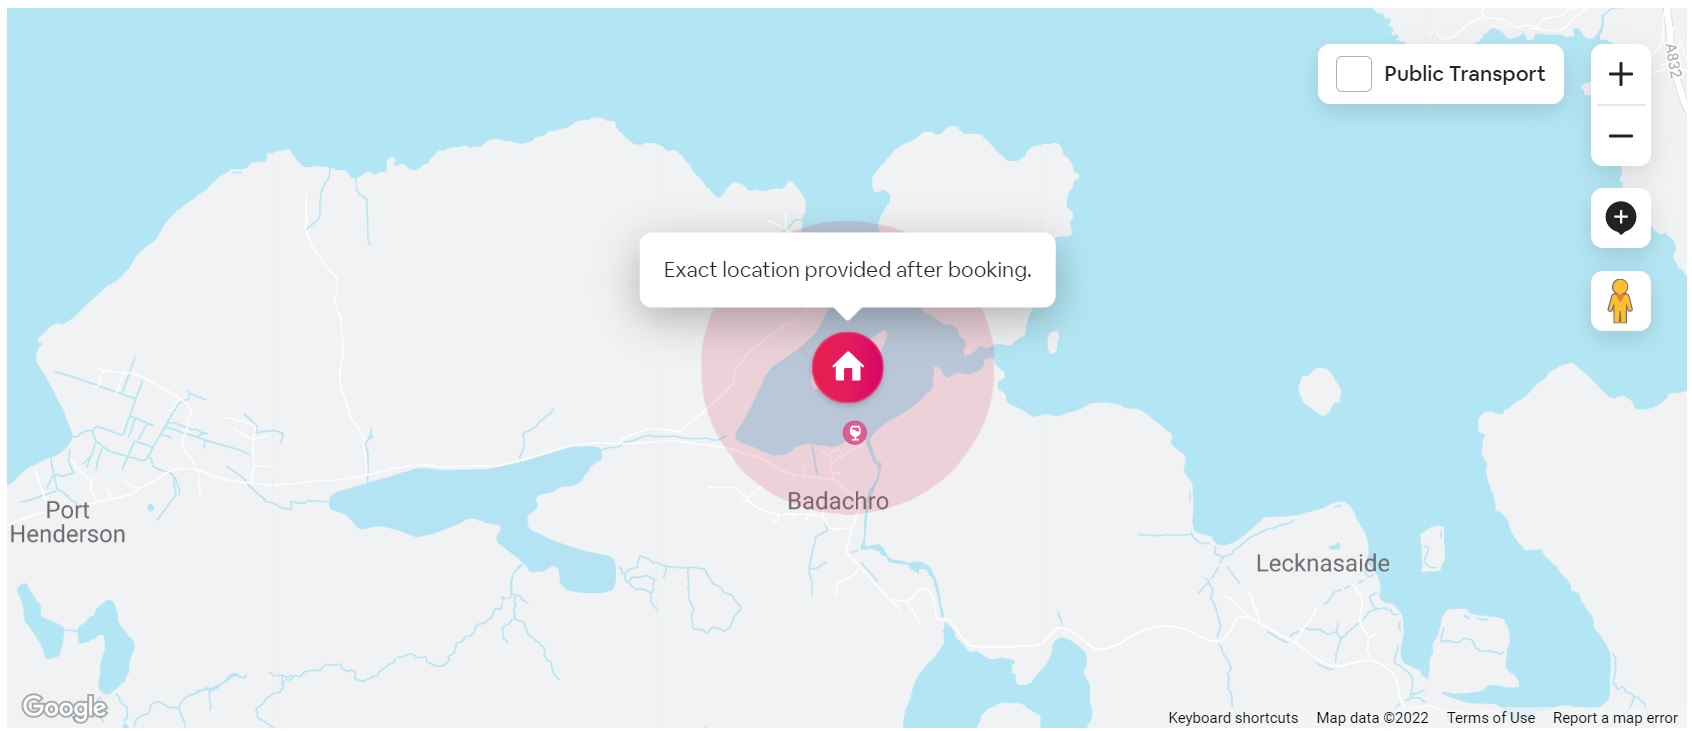 A832
Public Transport
Exact location provided after booking.
Badachro
Port
Henderson
Lecknasaide
Google
Keyboard shortcuts Map data ©2022 Terms of Use Report a map error